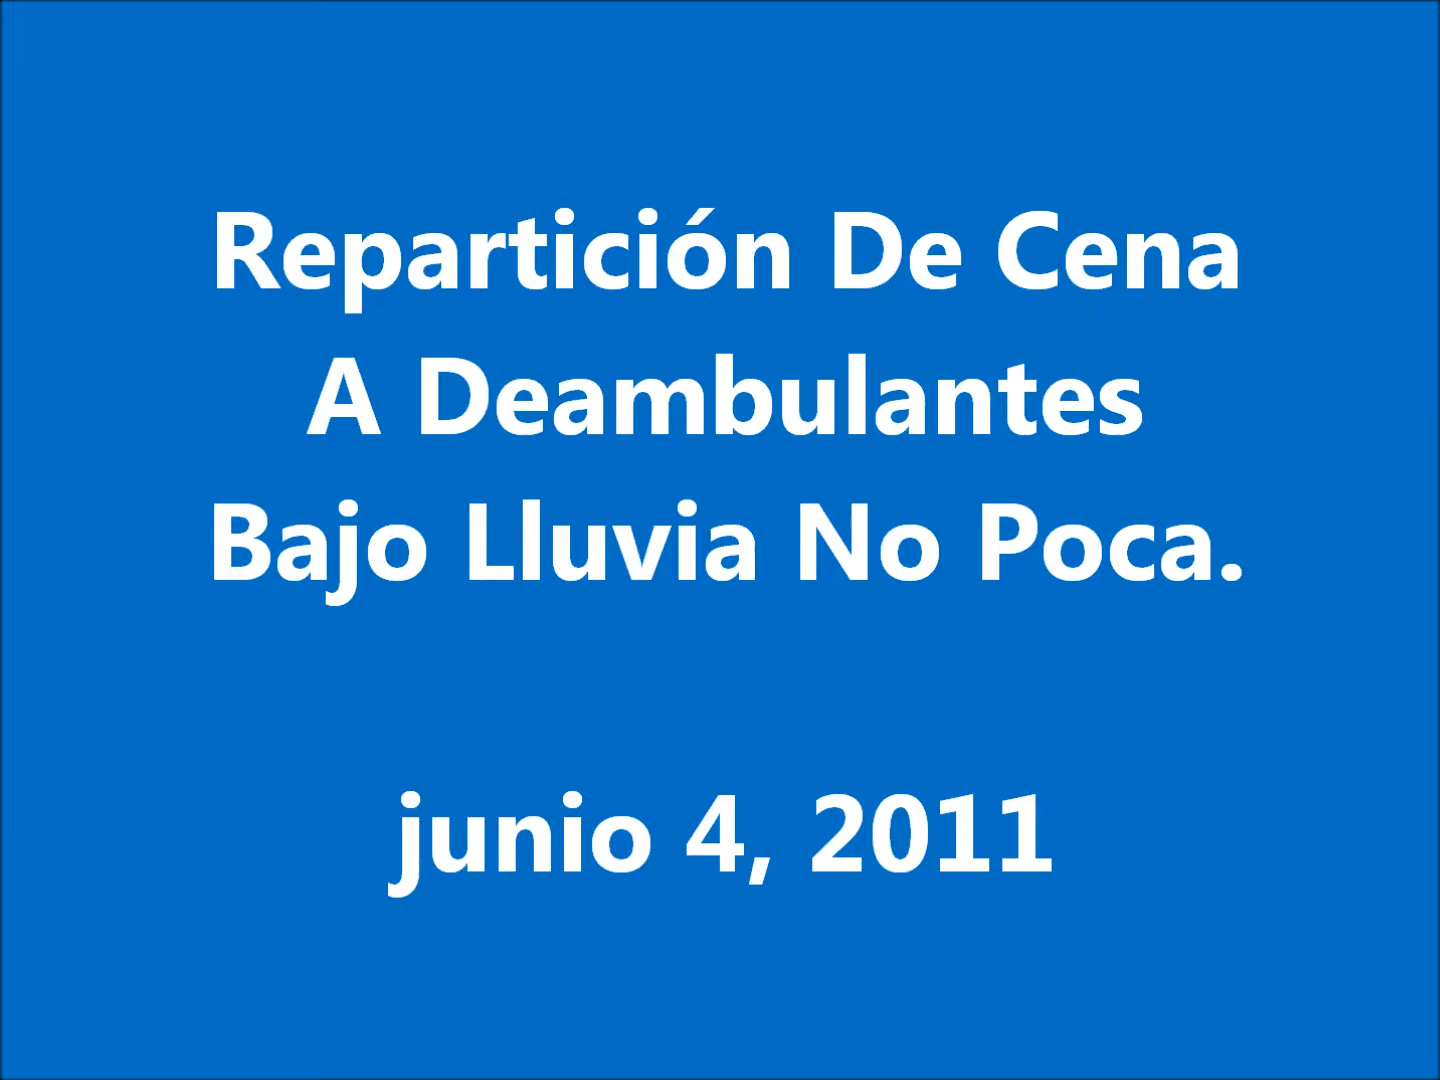 Repartición De Cena
A Deambulantes
Bajo Lluvia No Poca.
junio 4, 2011